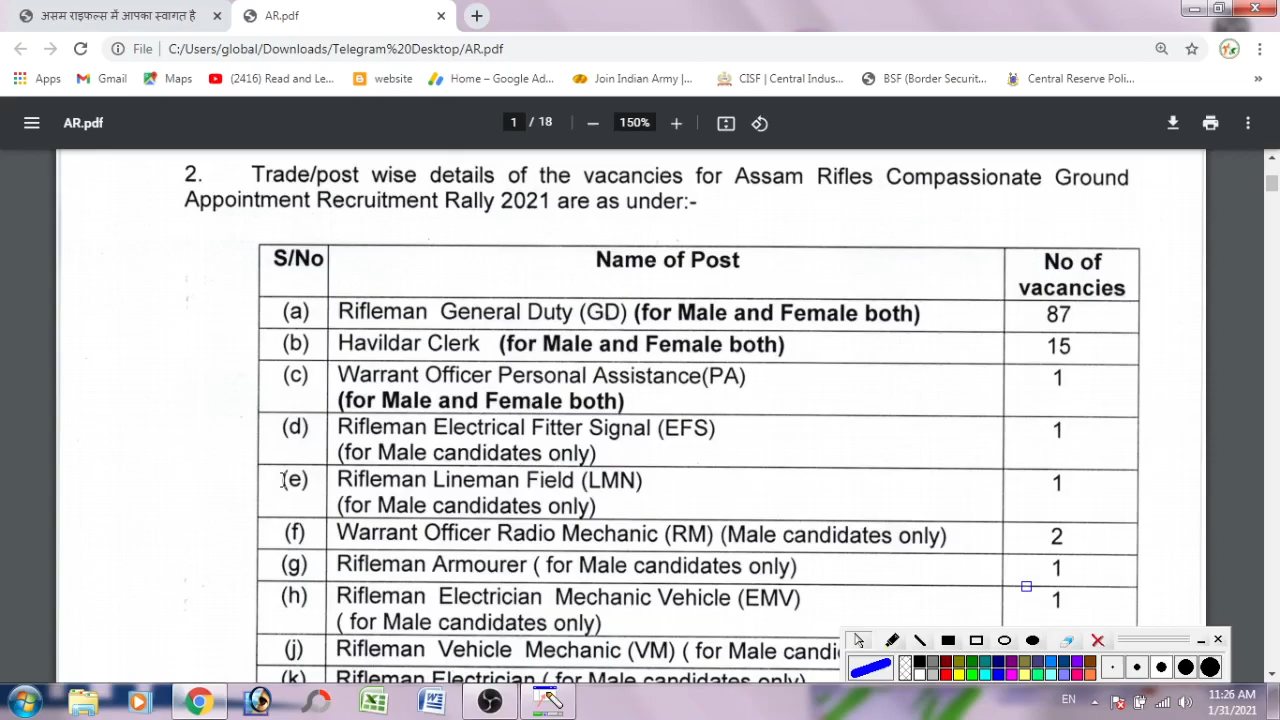 असम राइफल्स में आपका स्वागत है
AR.pdf
File
C:/Users/global/Downloads/Telegram%20Desktop/AR.pdf
Apps
Gmail
Maps
(2416) Read and Le...
website
Home – Google Ad...
Join Indian Army |...
CISF | Central Indus...
BSF (Border Securit...
Central Reserve Poli...
»
AR.pdf
1 / 18
150%
2. Trade/post wise details of the vacancies for Assam Rifles Compassionate Ground
Appointment Recruitment Rally 2021 are as under:-
S/No Name of Post No of
vacancies
(a) Rifleman General Duty (GD) (for Male and Female both) 87
(b) Havildar Clerk (for Male and Female both) 15
(c) Warrant Officer Personal Assistance(PA) 1
(for Male and Female both)
(d) Rifleman Electrical Fitter Signal (EFS) 1
(for Male candidates only)
(e) Rifleman Lineman Field (LMN) 1
(for Male candidates only)
(f) Warrant Officer Radio Mechanic (RM) (Male candidates only) 2
(g) Rifleman Armourer ( for Male candidates only) 1
(h) Rifleman Electrician Mechanic Vehicle (EMV) 1
( for Male candidates only)
(j) Rifleman Vehicle Mechanic (VM) ( for Male candi
(k) Rifleman Electrician ( for Male candidates only)
EN
11:26 AM
1/31/2021